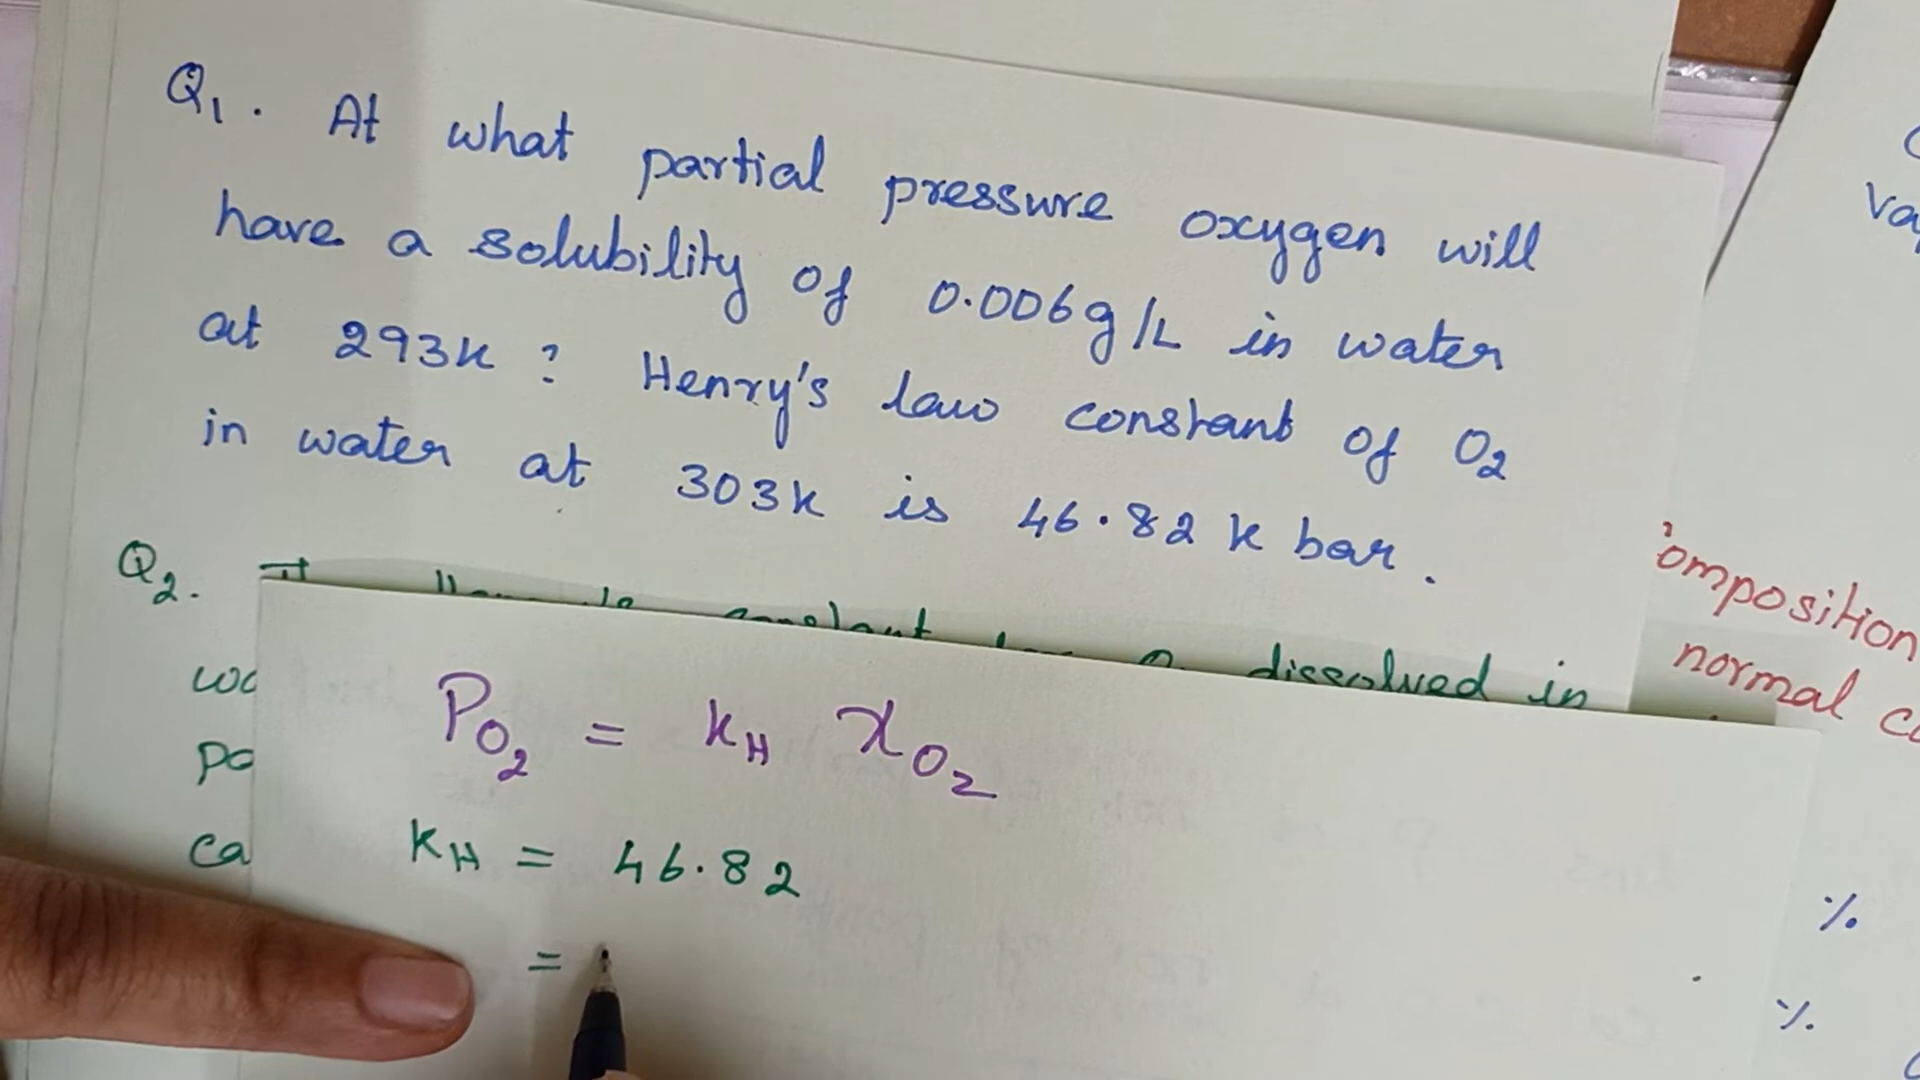 Q1. At what partial pressure oxygen will
have a solubility of 0.006g/L in water
at 293K ? Henry's law constant of O2
in water at 303K is 46.82 K bar.
Q2.
dissolved in
PO2 = KH xO2
KH = 46.82
=
omposition
normal
%
%